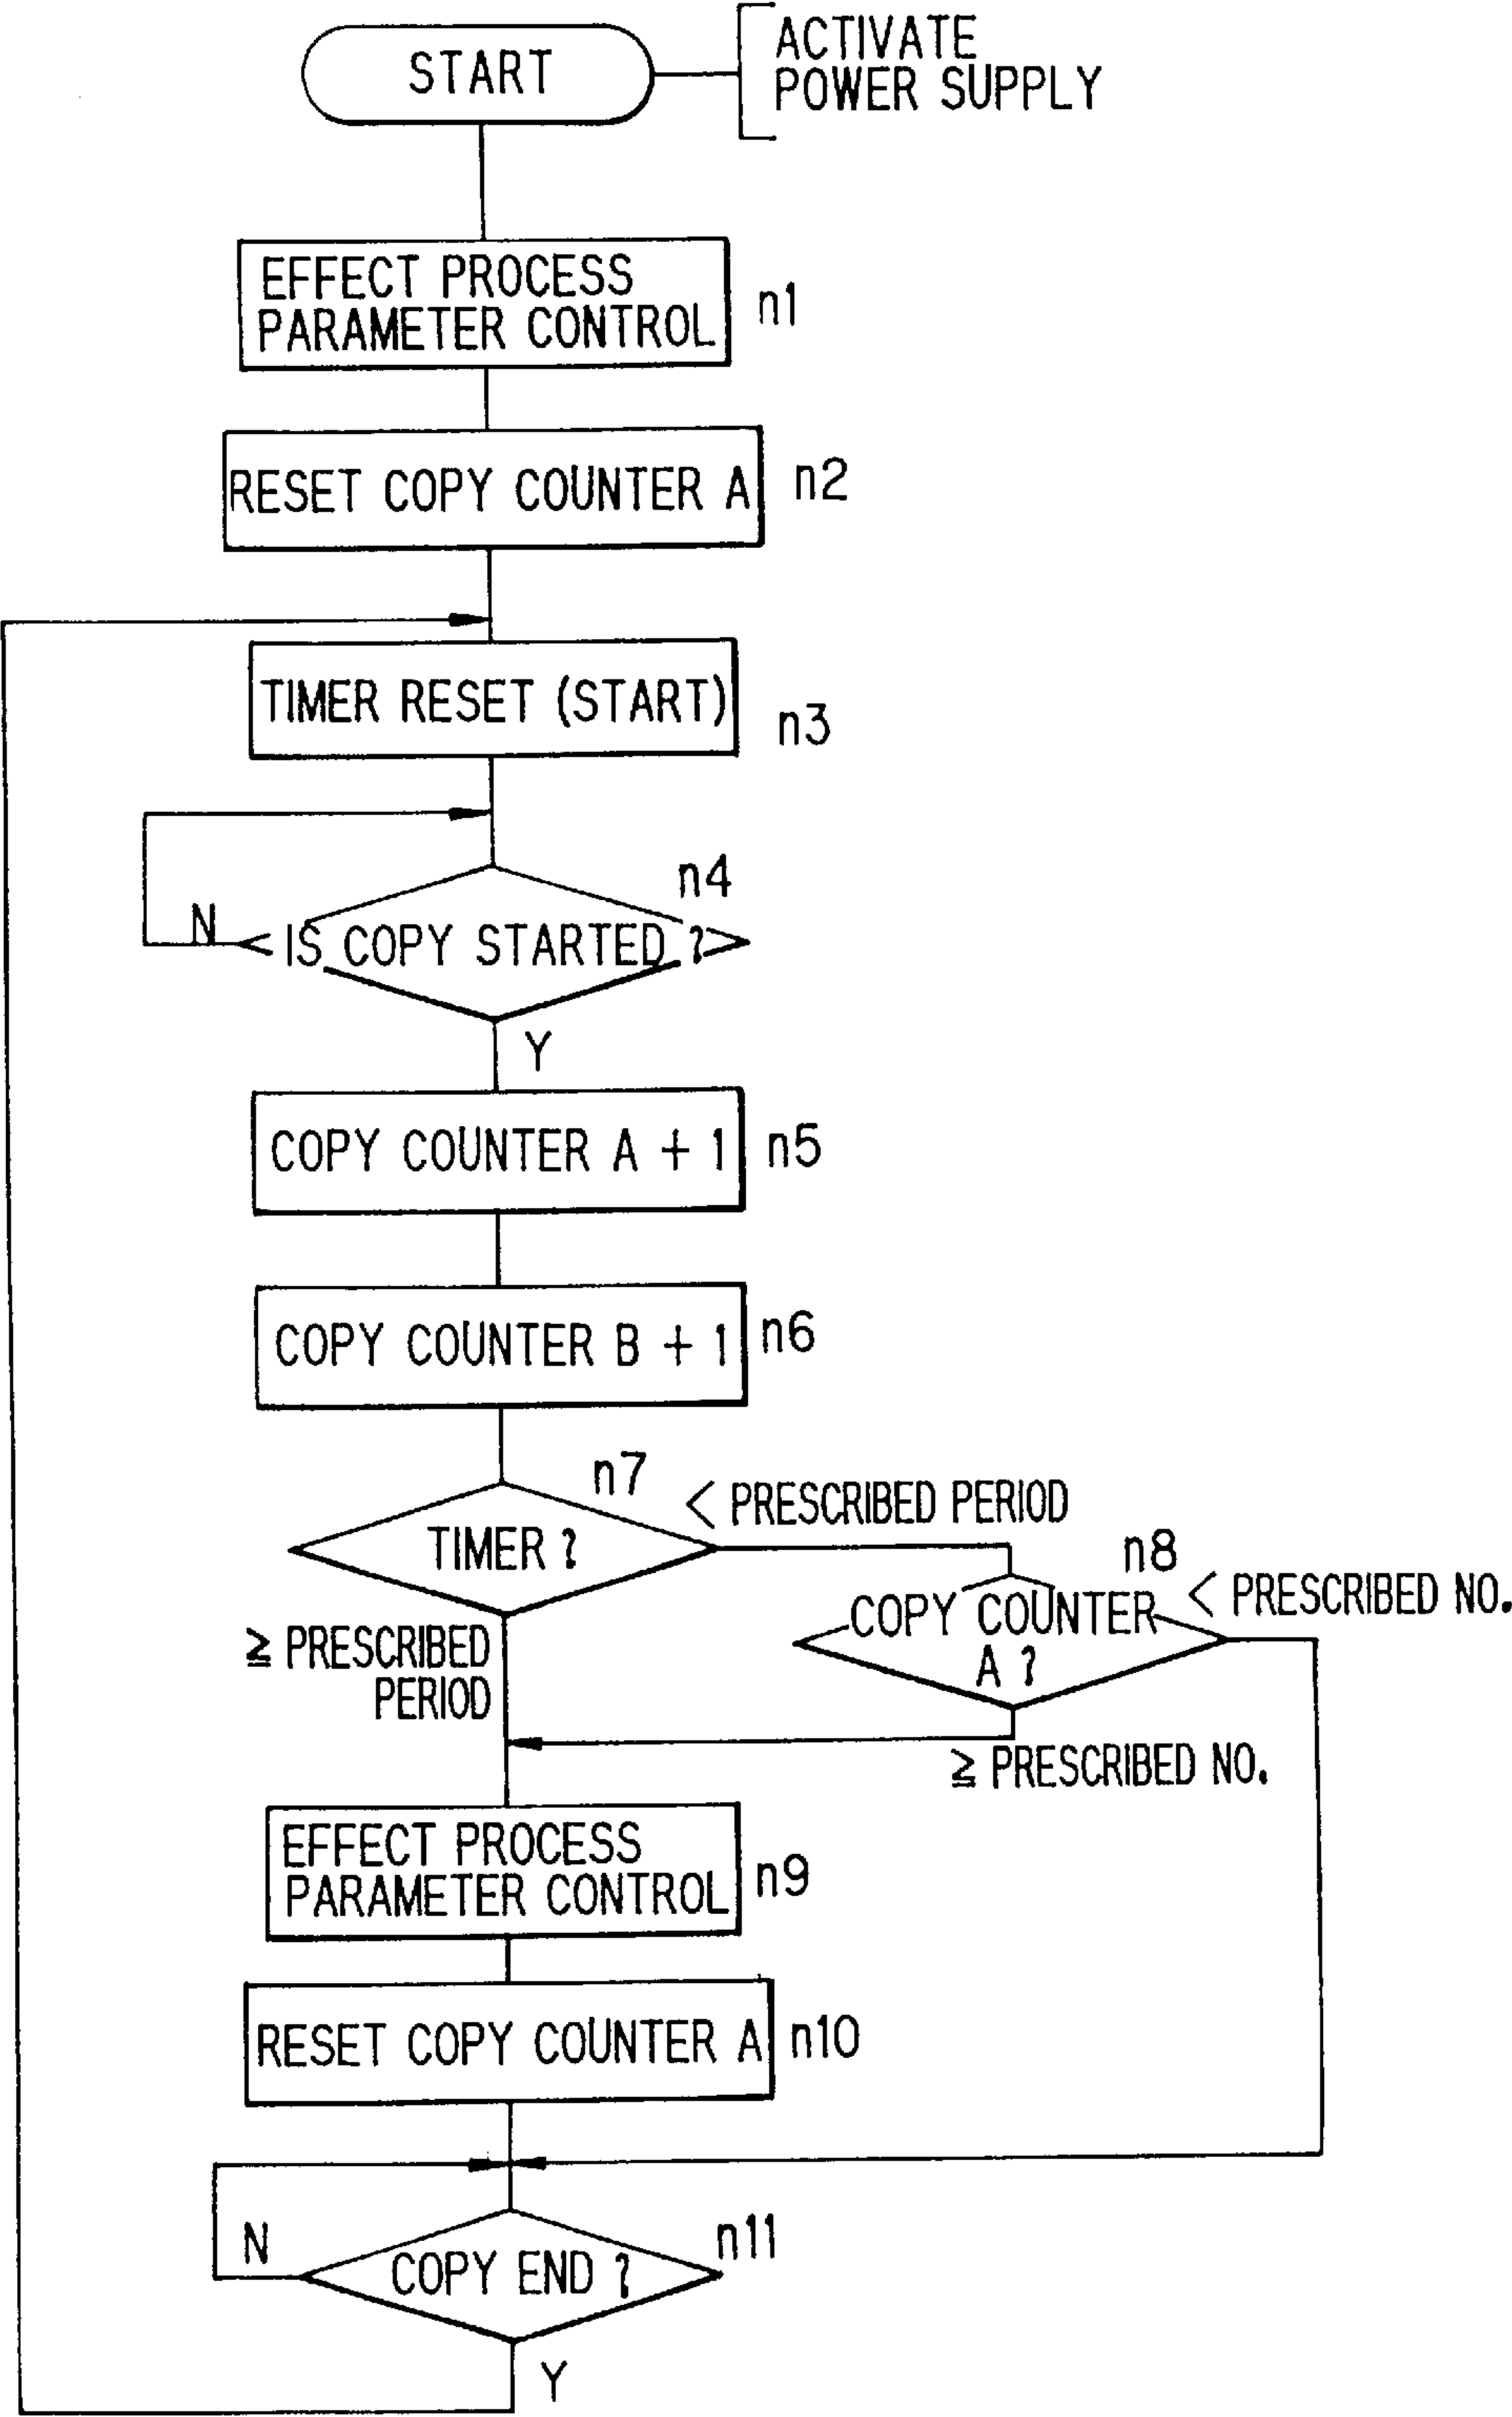 START
ACTIVATE
POWER SUPPLY
EFFECT PROCESS
PARAMETER CONTROL
n1
RESET COPY COUNTER A
n2
TIMER RESET (START)
n3
n4
N
IS COPY STARTED ?
Y
COPY COUNTER A + 1
n5
COPY COUNTER B + 1
n6
n7
< PRESCRIBED PERIOD
TIMER ?
n8
< PRESCRIBED NO.
COPY COUNTER
A ?
≧ PRESCRIBED
PERIOD
≧ PRESCRIBED NO.
EFFECT PROCESS
PARAMETER CONTROL
n9
RESET COPY COUNTER A
n10
N
n11
COPY END ?
Y